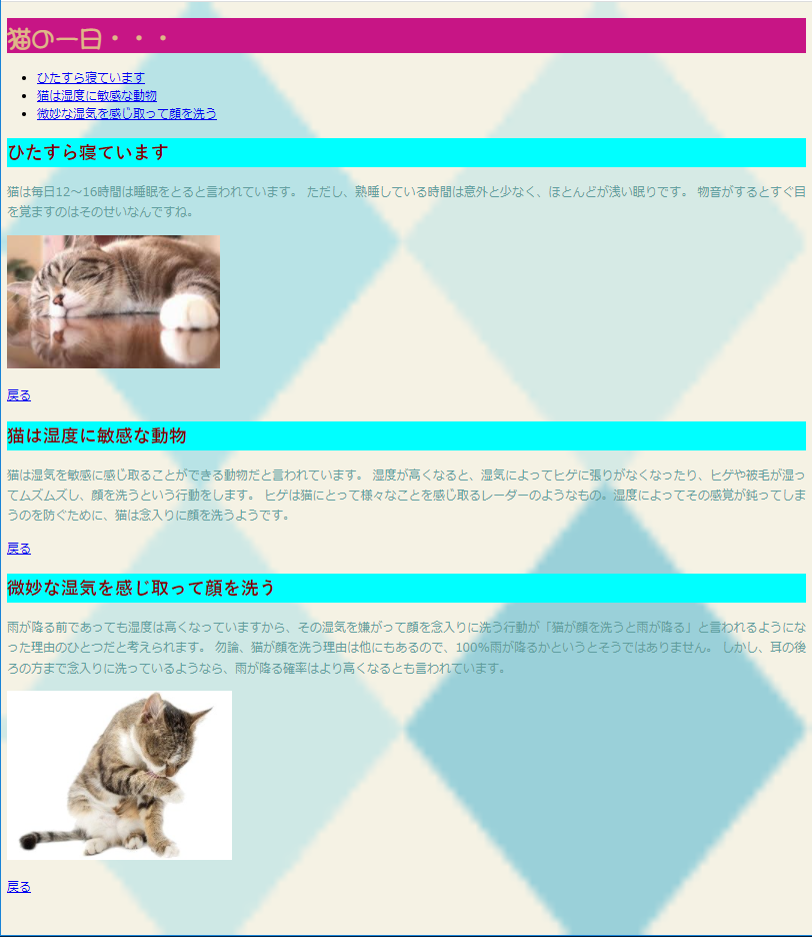 猫の一日・・・
ひたすら寝ています
猫は湿度に敏感な動物
微妙な湿気を感じ取って顔を洗う
ひたすら寝ています
猫は毎日12～16時間は睡眠をとると言われています。 ただし、熟睡している時間は意外と少なく、ほとんどが浅い眠りです。 物音がするとすぐ目
を覚ますのはそのせいなんですね。
戻る
猫は湿度に敏感な動物
猫は湿気を敏感に感じ取ることができる動物だと言われています。 湿度が高くなると、湿気によってヒゲに張りがなくなったり、ヒゲや被毛が湿っ
てムズムズし、顔を洗うという行動をします。 ヒゲは猫にとって様々なことを感じ取るレーダーのようなもの。湿度によってその感覚が鈍ってしま
うのを防ぐために、猫は念入りに顔を洗うようです。
戻る
微妙な湿気を感じ取って顔を洗う
雨が降る前であっても湿度は高くなっていますから、その湿気を嫌がって顔を念入りに洗う行動が「猫が顔を洗うと雨が降る」と言われるようにな
った理由のひとつだと考えられます。 勿論、猫が顔を洗う理由は他にもあるので、100%雨が降るかというとそうではありません。 しかし、耳の後
ろの方まで念入りに洗っているようなら、雨が降る確率はより高くなるとも言われています。
戻る